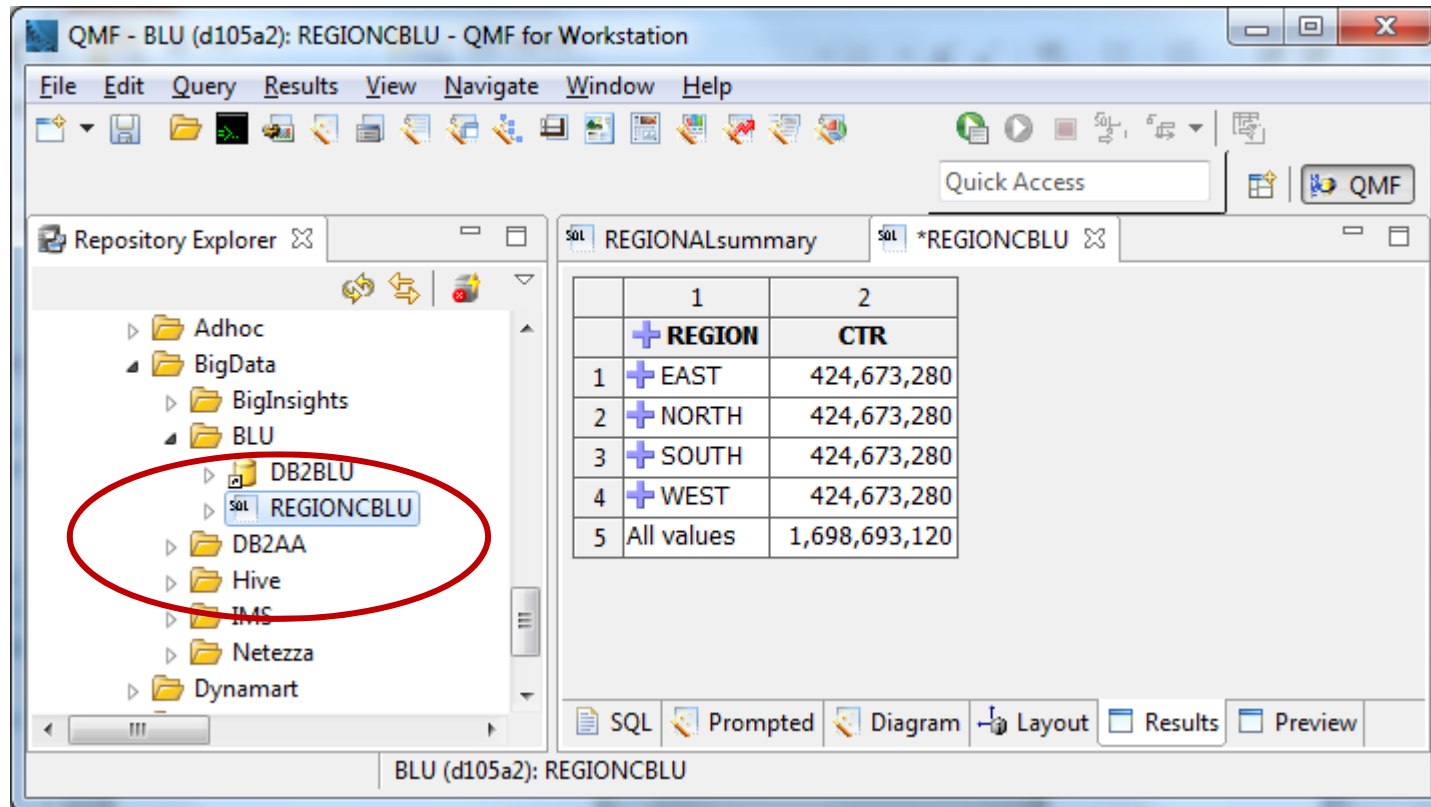 QMF - BLU (d105a2): REGIONCBLU - QMF for Workstation
File Edit Query Results View Navigate Window Help
Quick Access
QMF
Repository Explorer
Adhoc
BigData
BigInsights
BLU
DB2BLU
SQL REGIONCBLU
DB2AA
Hive
IMS
Netezza
Dynamart
SQL REGIONALsummary SQL *REGIONCBLU
1 2
REGION CTR
1 EAST 424,673,280
2 NORTH 424,673,280
3 SOUTH 424,673,280
4 WEST 424,673,280
5 All values 1,698,693,120
SQL Prompted Diagram Layout Results Preview
BLU (d105a2): REGIONCBLU